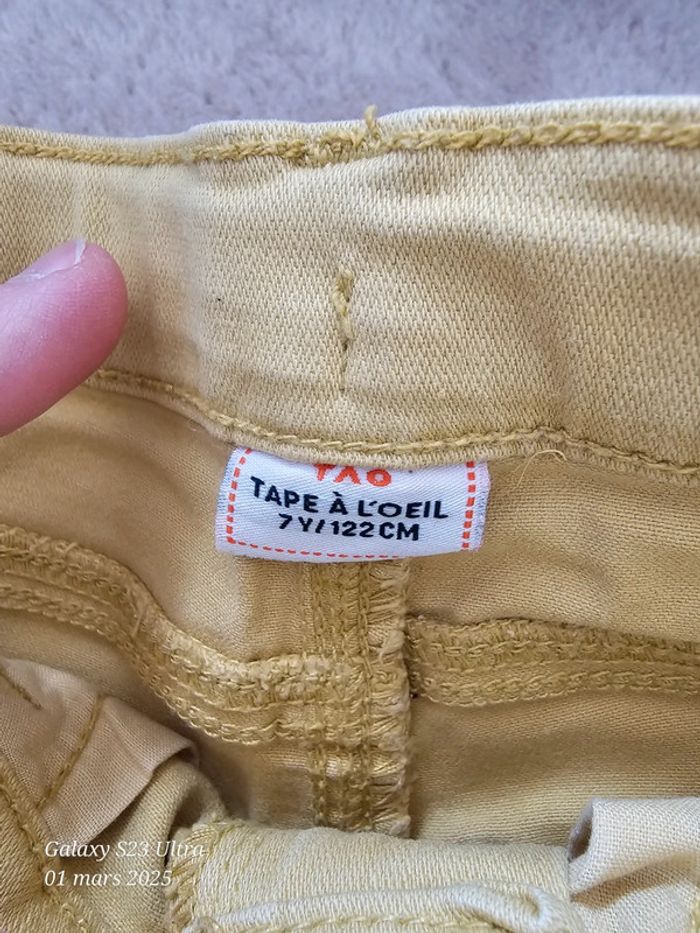 TAO
TAPE À L'OEIL
7Y/122CM
Galaxy S23 Ultra
01 mars 2025